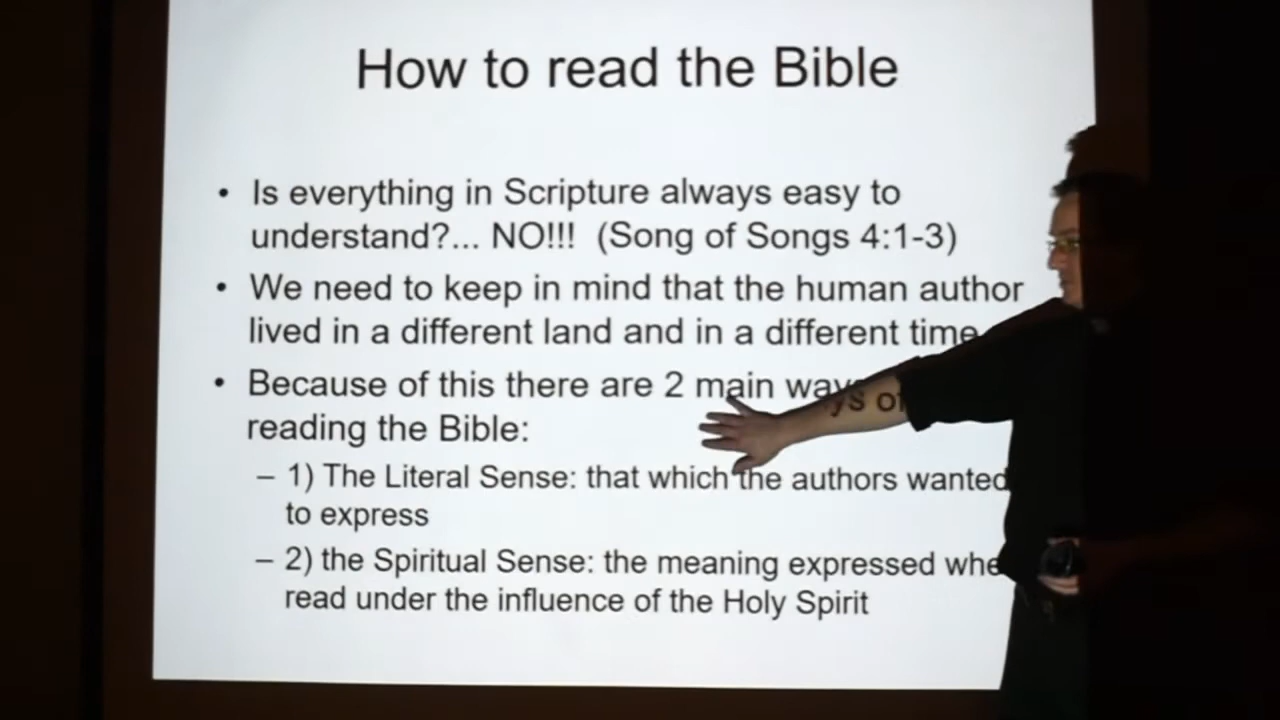 How to read the Bible
• Is everything in Scripture always easy to
understand?... NO!!! (Song of Songs 4:1-3)
• We need to keep in mind that the human author
lived in a different land and in a different time
• Because of this there are 2 main ways of
reading the Bible:
– 1) The Literal Sense: that which the authors wanted
to express
– 2) the Spiritual Sense: the meaning expressed whe
read under the influence of the Holy Spirit